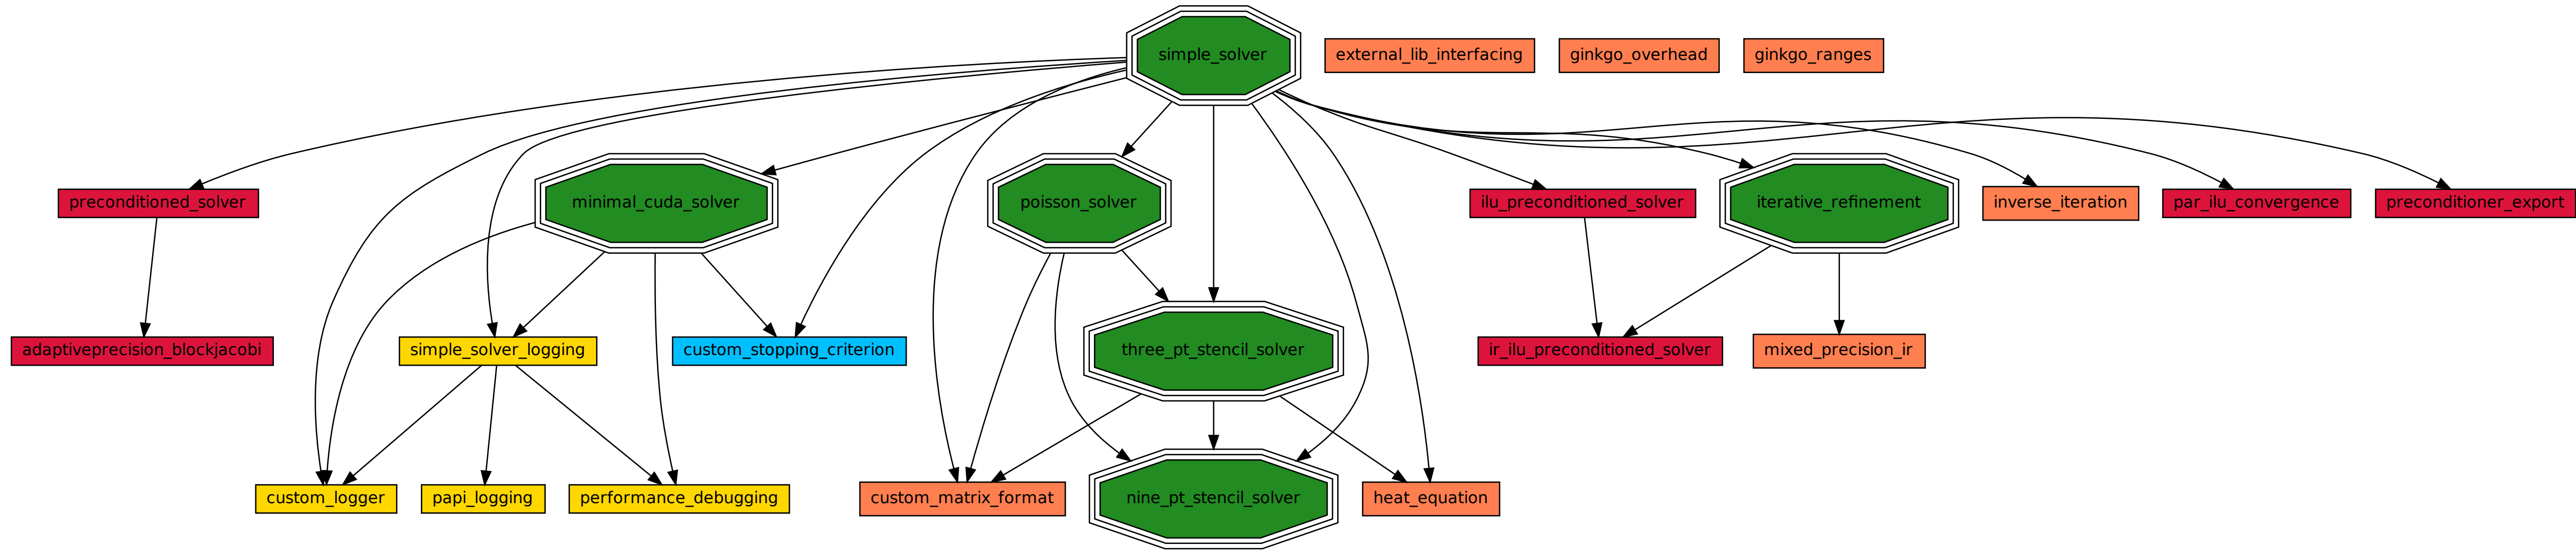 simple_solver
external_lib_interfacing
ginkgo_overhead
ginkgo_ranges
preconditioned_solver
minimal_cuda_solver
poisson_solver
ilu_preconditioned_solver
iterative_refinement
inverse_iteration
par_ilu_convergence
preconditioner_export
adaptiveprecision_blockjacobi
simple_solver_logging
custom_stopping_criterion
three_pt_stencil_solver
ir_ilu_preconditioned_solver
mixed_precision_ir
custom_logger
papi_logging
performance_debugging
custom_matrix_format
nine_pt_stencil_solver
heat_equation